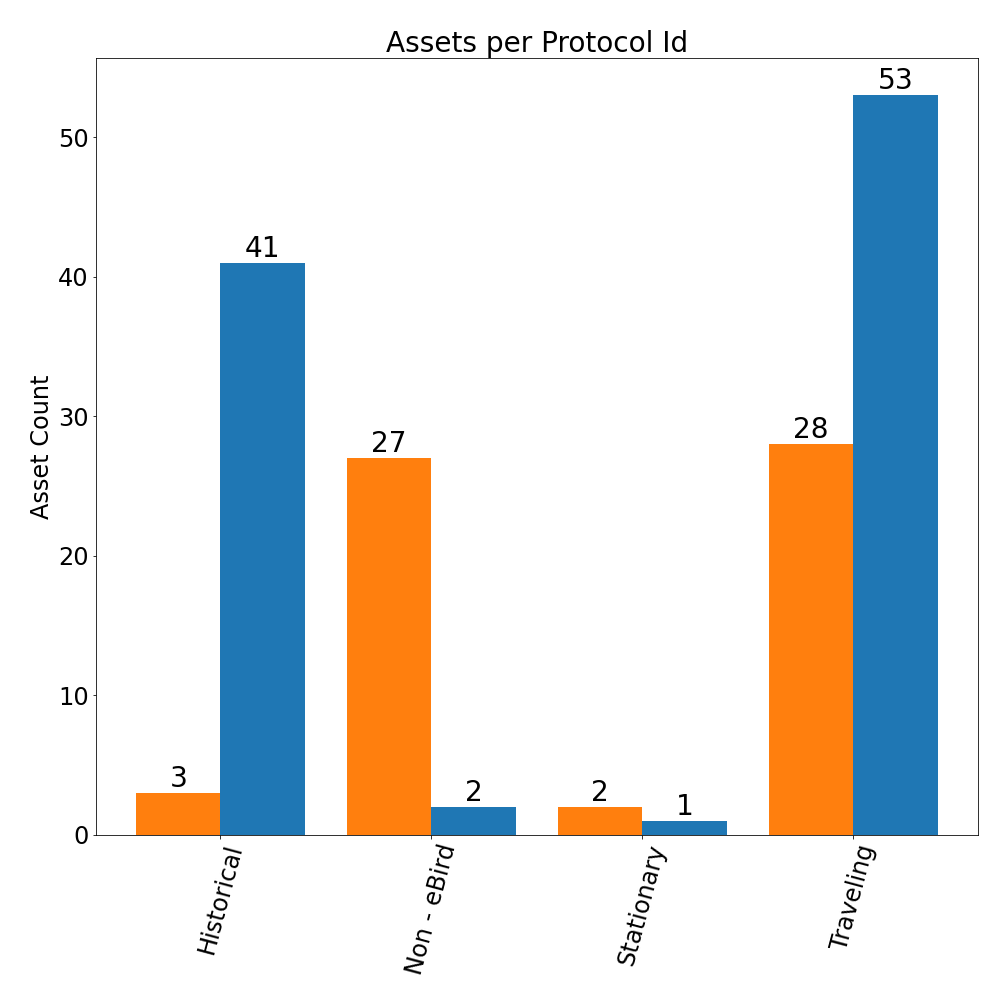 Assets per Protocol Id
Asset Count
50
40
30
20
10
0
3
41
27
2
2
1
28
53
Historical
Non - eBird
Stationary
Traveling